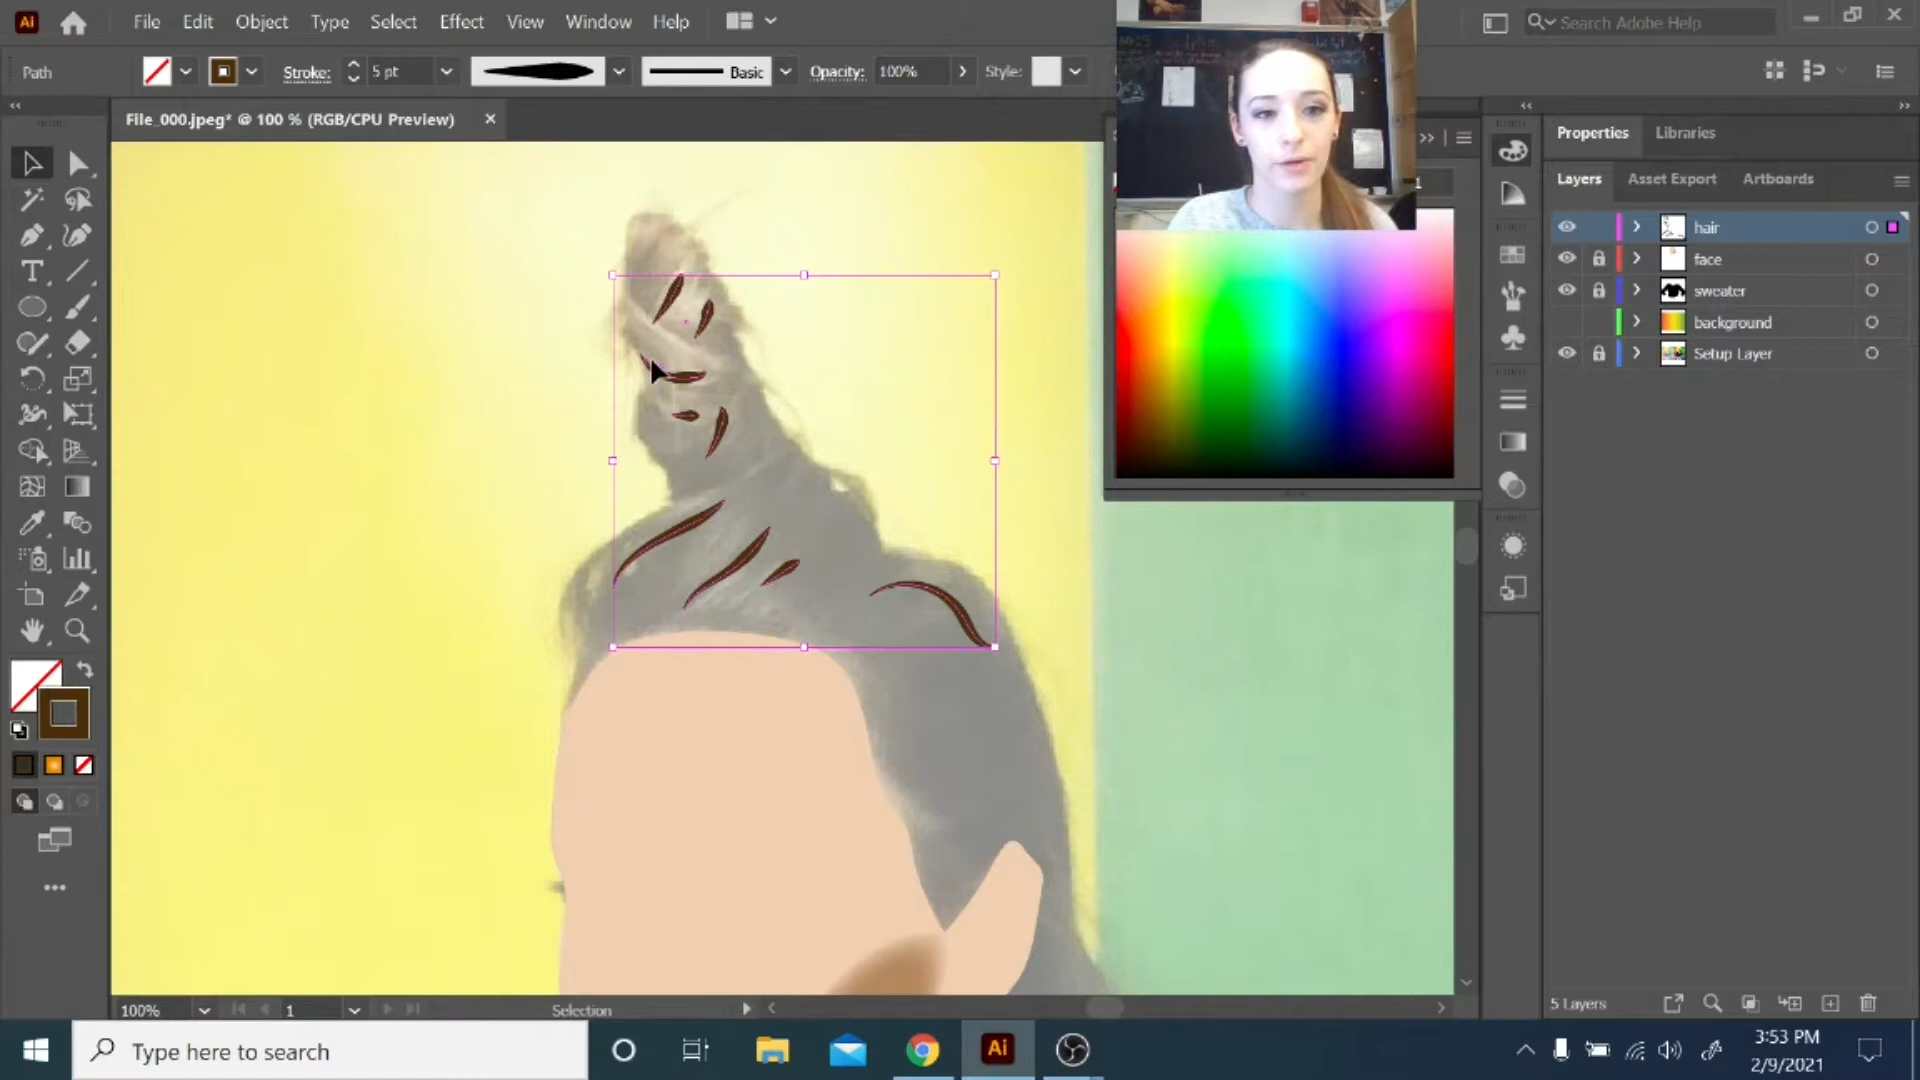 Ai File Edit Object Type Select Effect View Window Help Search Adobe Help
Path Stroke: 5 pt Basic Opacity: 100% Style:
File_000.jpeg* @ 100 % (RGB/CPU Preview)
Properties Libraries
Layers Asset Export Artboards
hair
face
sweater
background
Setup Layer
100% 1 Selection 5 Layers
Type here to search Ai 3:53 PM
2/9/2021